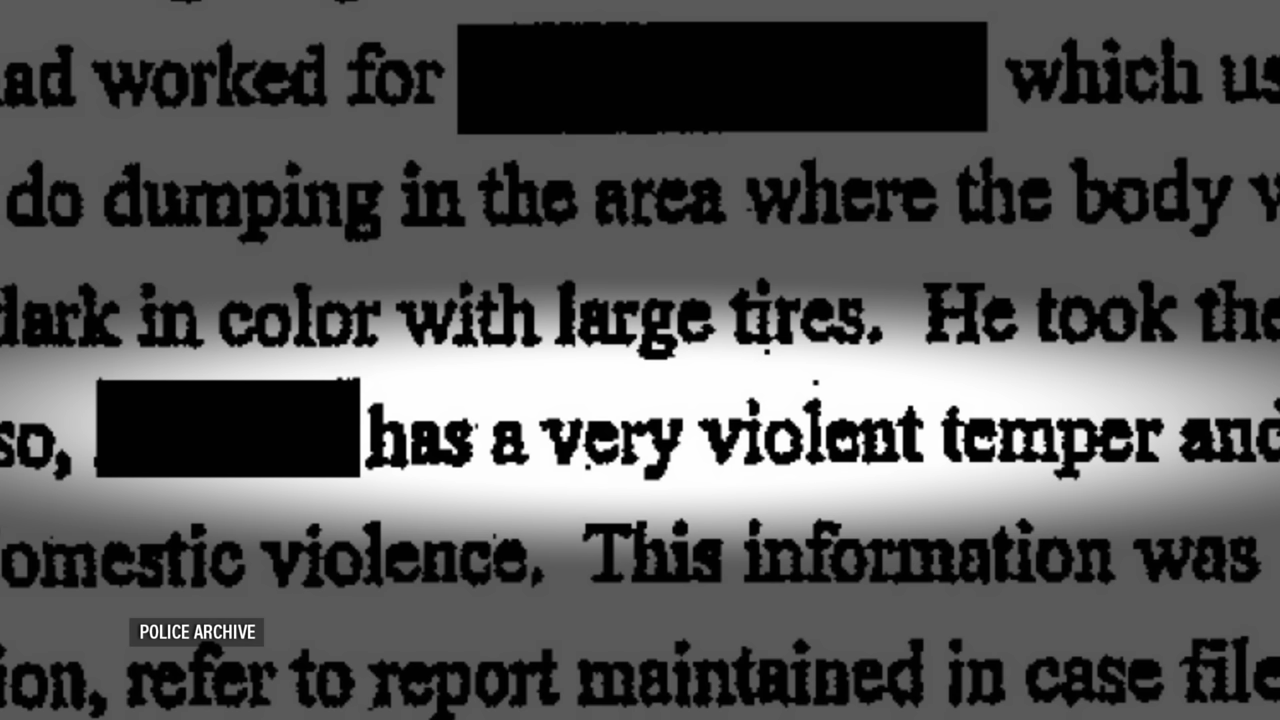 ad worked for which us
do dumping in the area where the body
dark in color with large tires. He took the
so, has a very violent temper and
omestic violence. This information was
POLICE ARCHIVE
ion, refer to report maintained in case file